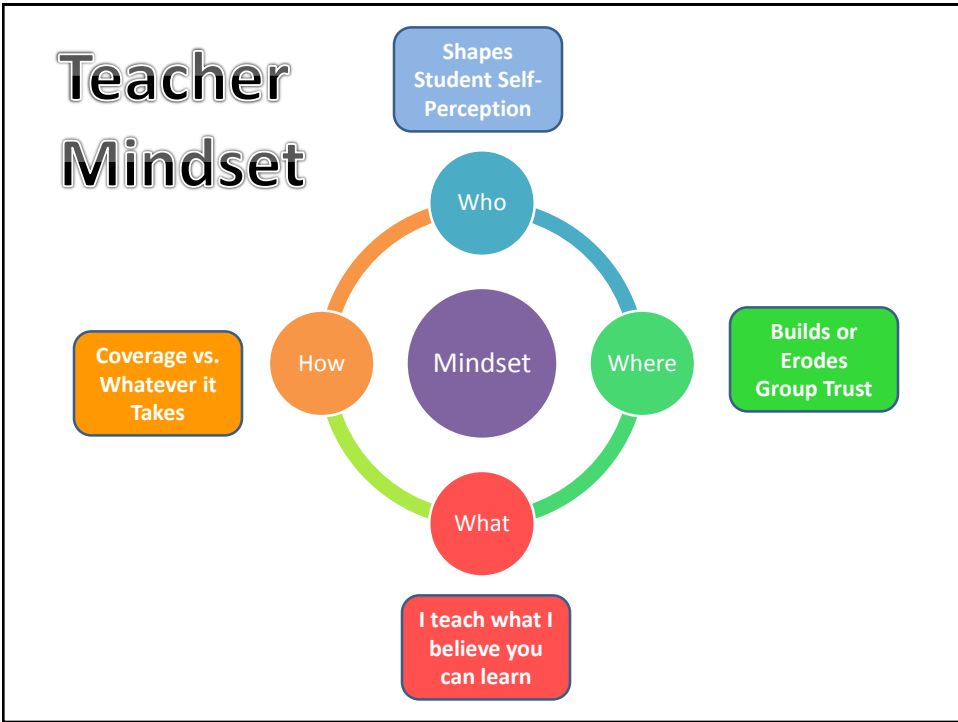 Teacher
Mindset
Shapes
Student Self-
Perception
Who
Coverage vs.
Whatever it
Takes
How
Mindset
Where
Builds or
Erodes
Group Trust
What
I teach what I
believe you
can learn